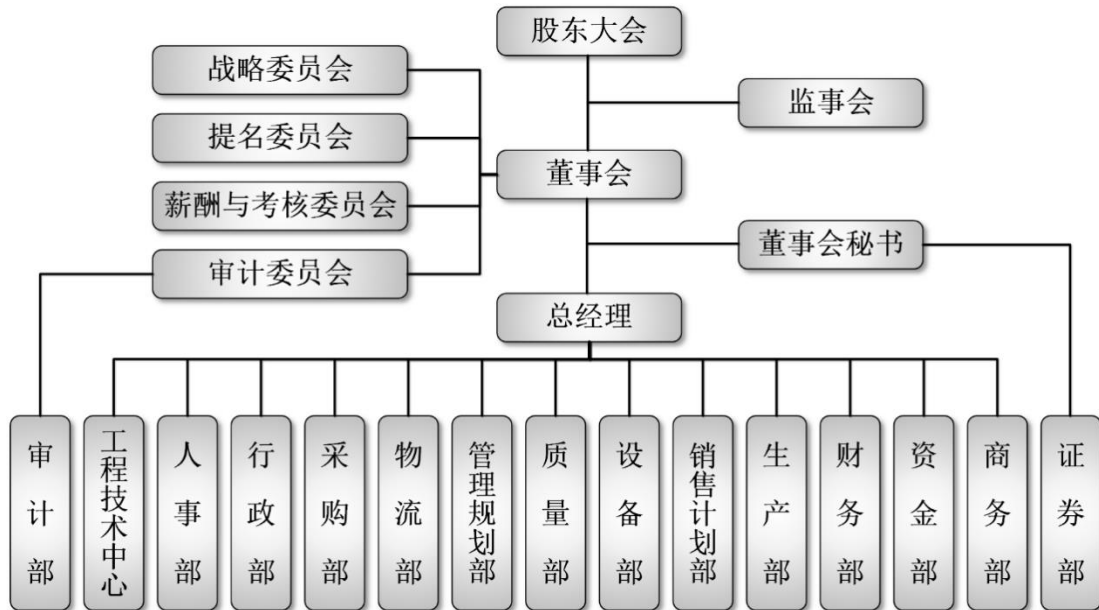 股东大会
战略委员会
监事会
提名委员会
董事会
薪酬与考核委员会
董事会秘书
审计委员会
总经理
审计部
工程技术中心
人事部
行政部
采购部
物流部
管理规划部
质量部
设备部
销售计划部
生产部
财务部
资金部
商务部
证券部